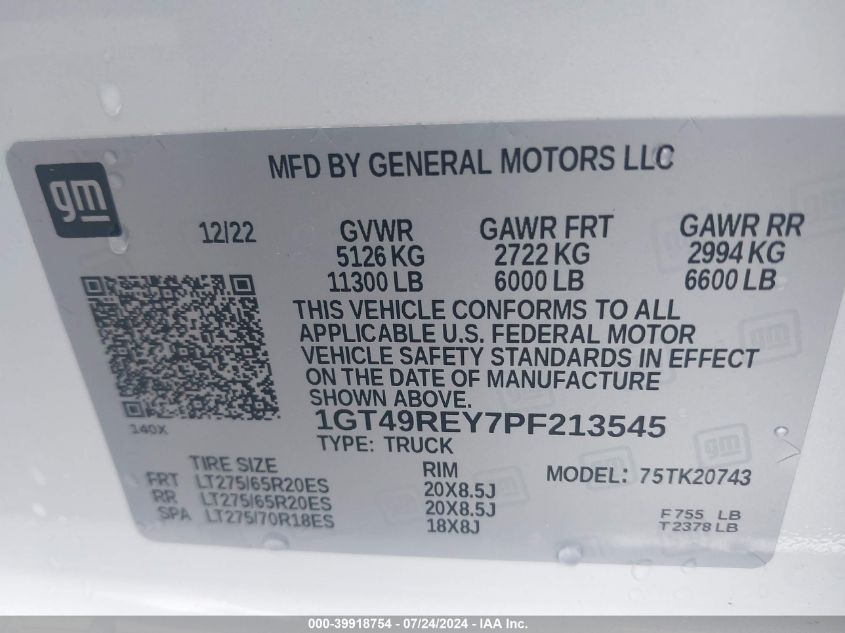 MFD BY GENERAL MOTORS LLC
gm
12/22 GVWR GAWR FRT GAWR RR
5126 KG 2722 KG 2994 KG
11300 LB 6000 LB 6600 LB
THIS VEHICLE CONFORMS TO ALL
APPLICABLE U.S. FEDERAL MOTOR
VEHICLE SAFETY STANDARDS IN EFFECT
ON THE DATE OF MANUFACTURE
SHOWN ABOVE.
140X
1GT49REY7PF213545
TYPE: TRUCK
TIRE SIZE RIM MODEL: 75TK20743
FRT LT275/65R20ES 20X8.5J
RR LT275/65R20ES 20X8.5J F 755 LB
SPA LT275/70R18ES 18X8J T 2378 LB
000-39918754 / 07/24/2024 - IAA Inc.